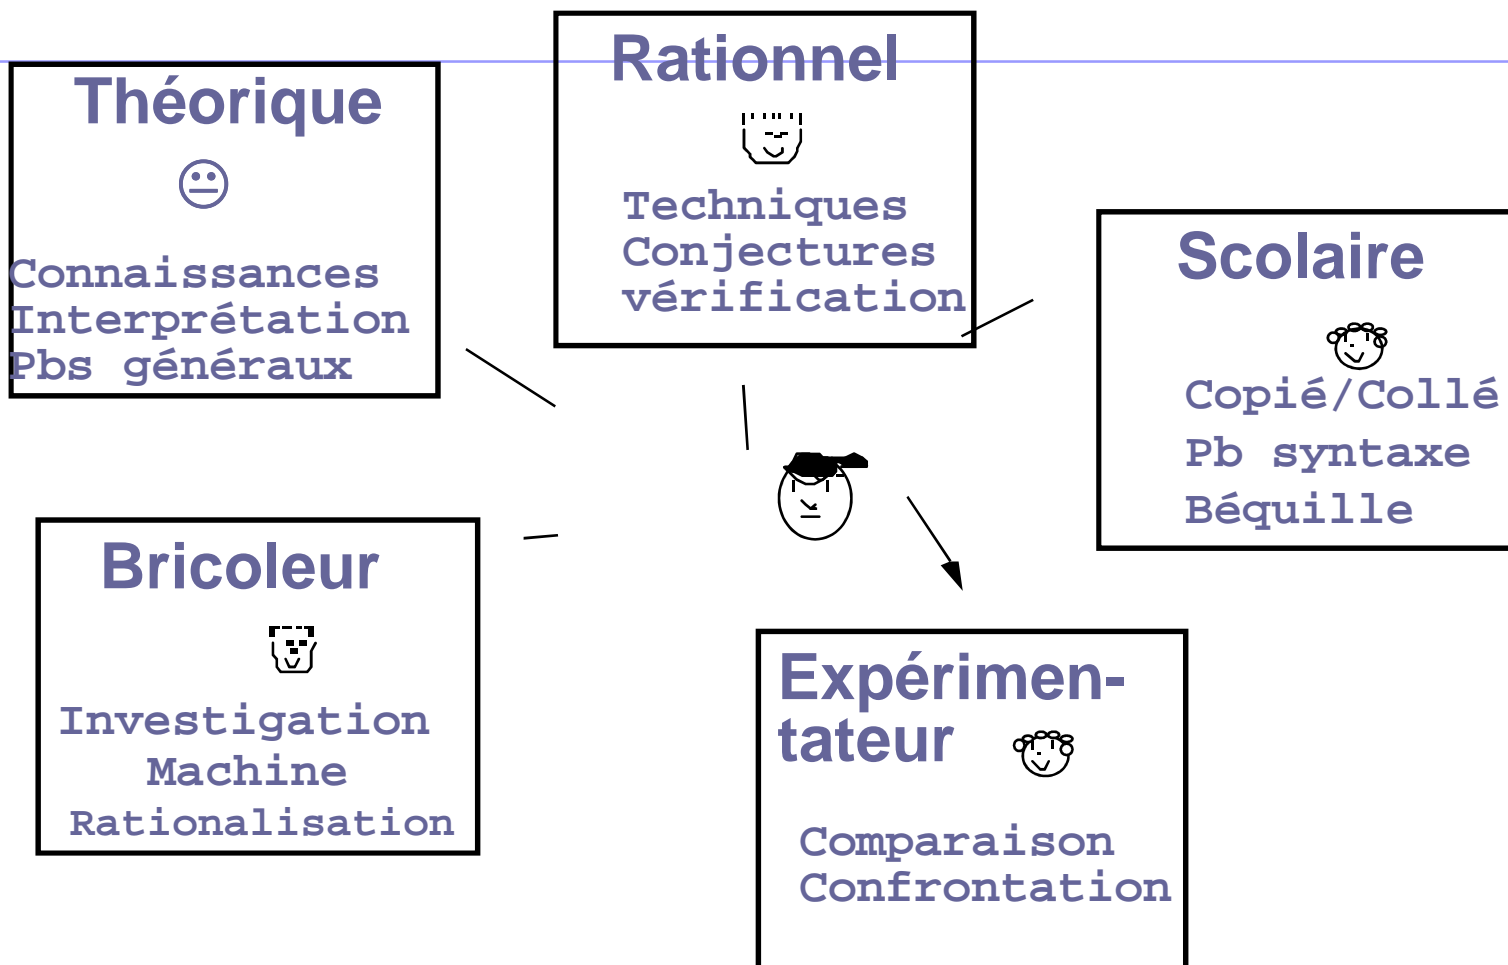 Théorique
Connaissances
Interprétation
Pbs généraux
Rationnel
Techniques
Conjectures
vérification
Scolaire
Copié/Collé
Pb syntaxe
Béquille
Bricoleur
Investigation
Machine
Rationalisation
Expérimen-
tateur
Comparaison
Confrontation